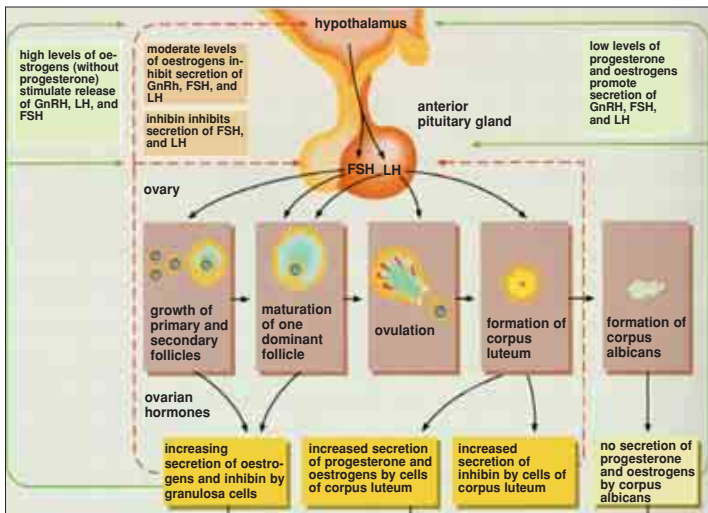 hypothalamus
high levels of oe-
strogens (without
progesterone)
stimulate release
of GnRH, LH, and
FSH
moderate levels
of oestrogens in-
hibit secretion of
GnRh, FSH, and
LH
inhibin inhibits
secretion of FSH,
and LH
low levels of
progesterone
and oestrogens
promote
secretion of
GnRH, FSH,
and LH
anterior
pituitary gland
FSH LH
ovary
growth of
primary and
secondary
follicles
maturation
of one
dominant
follicle
ovulation
formation of
corpus
luteum
formation of
corpus
albicans
ovarian
hormones
increasing
secretion of oestro-
gens and inhibin by
granulosa cells
increased secretion
of progesterone and
oestrogens by cells
of corpus luteum
increased
secretion of
inhibin by cells of
corpus luteum
no secretion of
progesterone
and oestrogens
by corpus
albicans